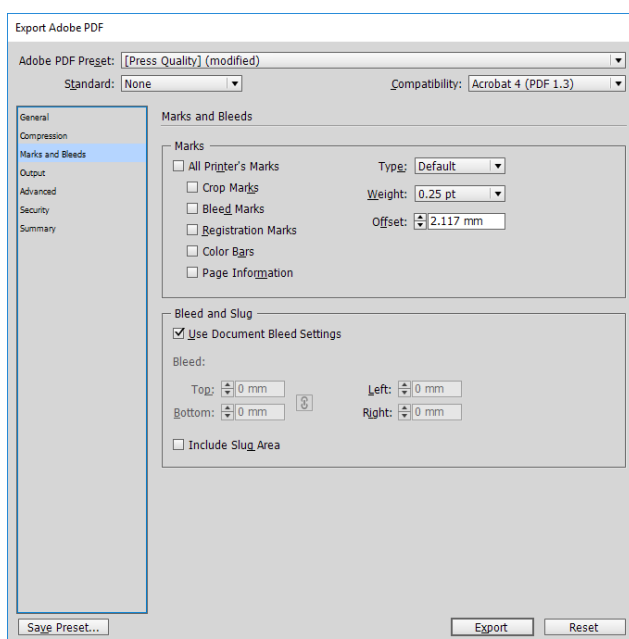 Export Adobe PDF
Adobe PDF Preset: [Press Quality] (modified)
Standard: None Compatibility: Acrobat 4 (PDF 1.3)
General
Compression
Marks and Bleeds
Output
Advanced
Security
Summary
Marks and Bleeds
Marks
All Printer's Marks Type: Default
Crop Marks Weight: 0.25 pt
Bleed Marks Offset: 2.117 mm
Registration Marks
Color Bars
Page Information
Bleed and Slug
Use Document Bleed Settings
Bleed:
Top: 0 mm Left: 0 mm
Bottom: 0 mm Right: 0 mm
Include Slug Area
Save Preset... Export Reset